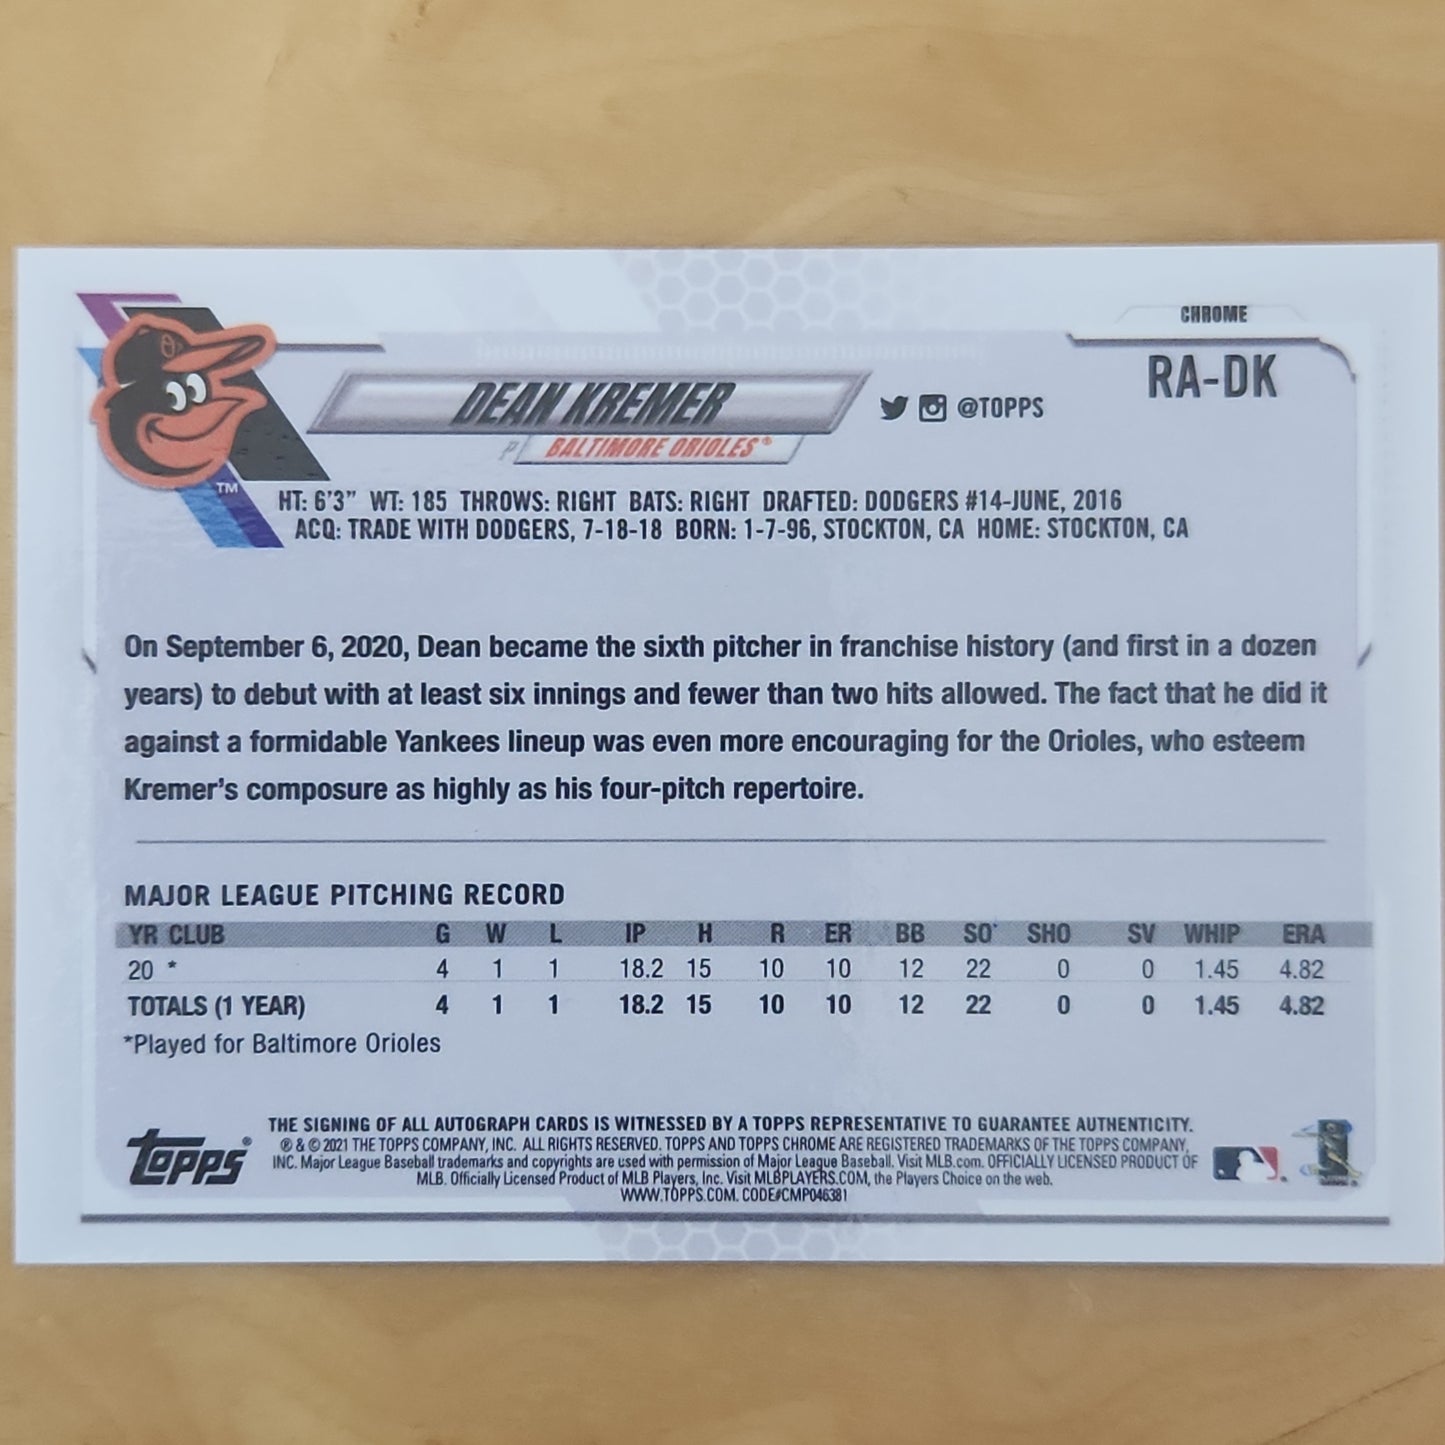 CHROME
RA-DK
DEAN KREMER
@TOPPS
P BALTIMORE ORIOLES®
TM
HT: 6'3" WT: 185 THROWS: RIGHT BATS: RIGHT DRAFTED: DODGERS #14-JUNE, 2016
ACQ: TRADE WITH DODGERS, 7-18-18 BORN: 1-7-96, STOCKTON, CA HOME: STOCKTON, CA
On September 6, 2020, Dean became the sixth pitcher in franchise history (and first in a dozen
years) to debut with at least six innings and fewer than two hits allowed. The fact that he did it
against a formidable Yankees lineup was even more encouraging for the Orioles, who esteem
Kremer's composure as highly as his four-pitch repertoire.
MAJOR LEAGUE PITCHING RECORD
YR CLUB G W L IP H R ER BB SO SHO SV WHIP ERA
20 * 4 1 1 18.2 15 10 10 12 22 0 0 1.45 4.82
TOTALS (1 YEAR) 4 1 1 18.2 15 10 10 12 22 0 0 1.45 4.82
*Played for Baltimore Orioles
topps®
THE SIGNING OF ALL AUTOGRAPH CARDS IS WITNESSED BY A TOPPS REPRESENTATIVE TO GUARANTEE AUTHENTICITY.
® & © 2021 THE TOPPS COMPANY, INC. ALL RIGHTS RESERVED. TOPPS AND TOPPS CHROME ARE REGISTERED TRADEMARKS OF THE TOPPS COMPANY,
INC. Major League Baseball trademarks and copyrights are used with permission of Major League Baseball. Visit MLB.com. OFFICIALLY LICENSED PRODUCT OF
MLB. Officially Licensed Product of MLB Players, Inc. Visit MLBPLAYERS.COM, the Players Choice on the web.
WWW.TOPPS.COM. CODE#CMP046381